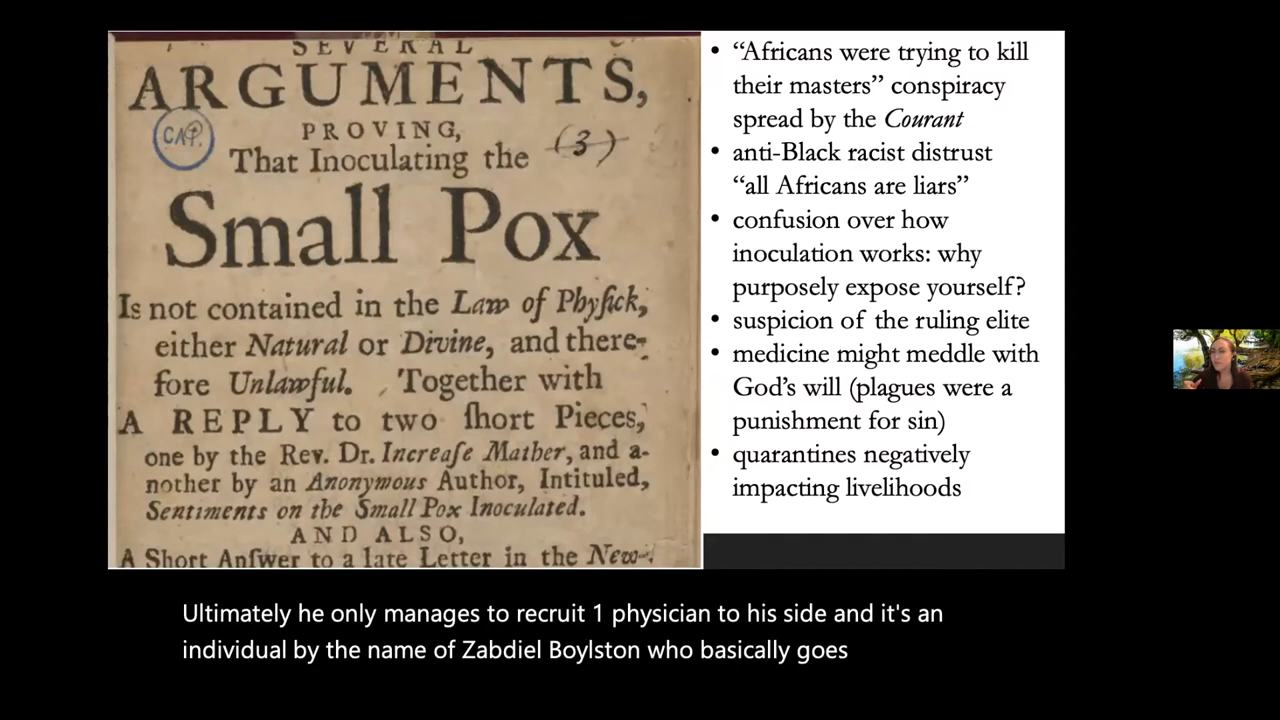 SEVERAL
ARGUMENTS,
PROVING,
That Inoculating the
(3)
CAP.
Small Pox
Is not contained in the Law of Phyſick,
either Natural or Divine, and there-
fore Unlawful. Together with
A REPLY to two ſhort Pieces,
one by the Rev. Dr. Increaſe Mather, and a-
nother by an Anonymous Author, Intituled,
Sentiments on the Small Pox Inoculated.
AND ALSO,
A Short Anſwer to a late Letter in the New-
• “Africans were trying to kill
their masters” conspiracy
spread by the Courant
• anti-Black racist distrust
“all Africans are liars”
• confusion over how
inoculation works: why
purposely expose yourself?
• suspicion of the ruling elite
• medicine might meddle with
God’s will (plagues were a
punishment for sin)
• quarantines negatively
impacting livelihoods
Ultimately he only manages to recruit 1 physician to his side and it's an
individual by the name of Zabdiel Boylston who basically goes